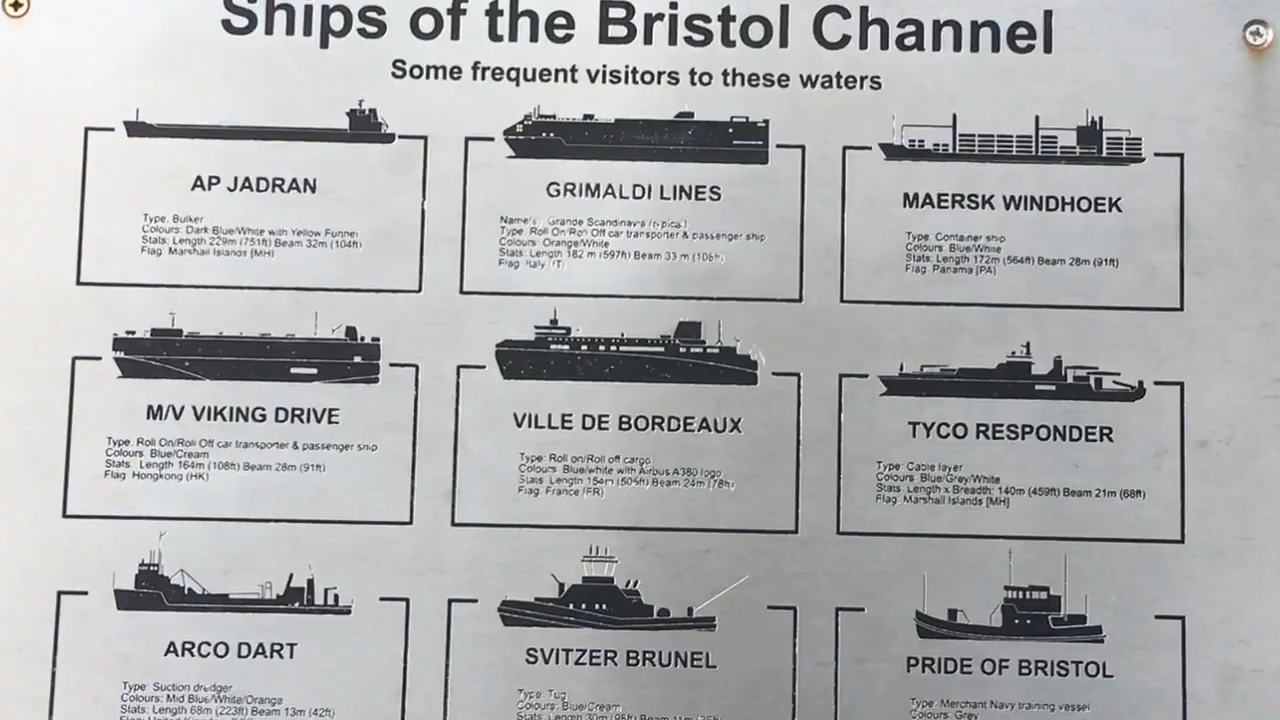 Ships of the Bristol Channel
Some frequent visitors to these waters
AP JADRAN
Type: Bulker
Colours: Dark Blue/White with Yellow Funnel
Stats: Length 229m (751ft) Beam 32m (104ft)
Flag: Marshall Islands [MH]
GRIMALDI LINES
Name's: Grande Scandinavia (typical)
Type: Roll On/Roll Off car transporter & passenger ship
Colours: Orange/White
Stats: Length 182 m (597ft) Beam 33 m (106ft)
Flag: Italy (IT)
MAERSK WINDHOEK
Type: Container ship
Colours: Blue/White
Stats: Length 172m (564ft) Beam 28m (91ft)
Flag: Panama [PA]
M/V VIKING DRIVE
Type: Roll On/Roll Off car transporter & passenger ship
Colours: Blue/Cream
Stats: Length 164m (108ft) Beam 28m (91ft)
Flag: Hongkong (HK)
VILLE DE BORDEAUX
Type: Roll on/Roll off cargo
Colours: Blue/white with Airbus A380 logo
Stats: Length 154m (505ft) Beam 24m (78ft)
Flag: France (FR)
TYCO RESPONDER
Type: Cable layer
Colours: Blue/Grey/White
Stats: Length x Breadth: 140m (459ft) Beam 21m (68ft)
Flag: Marshall Islands [MH]
ARCO DART
Type: Suction dredger
Colours: Mid Blue/White/Orange
Stats: Length 68m (223ft) Beam 13m (42ft)
SVITZER BRUNEL
Type: Tug
Colours: Blue/Cream
Stats: Length 30m
PRIDE OF BRISTOL
Type: Merchant Navy training vessel
Colours: Grey